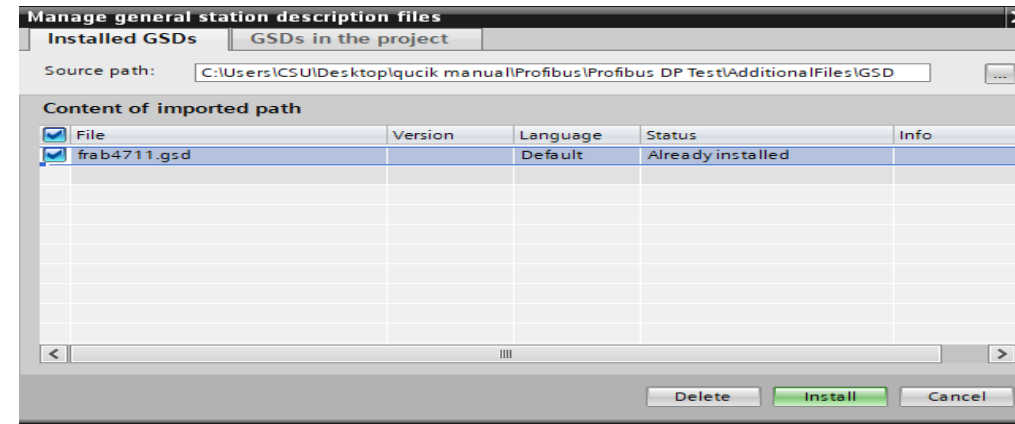 Manage general station description files
Installed GSDs GSDs in the project
Source path: C:\Users\CSU\Desktop\qucik manual\Profibus\Profibus DP Test\AdditionalFiles\GSD ...
Content of imported path
File Version Language Status Info
frab4711.gsd Default Already installed
Delete Install Cancel